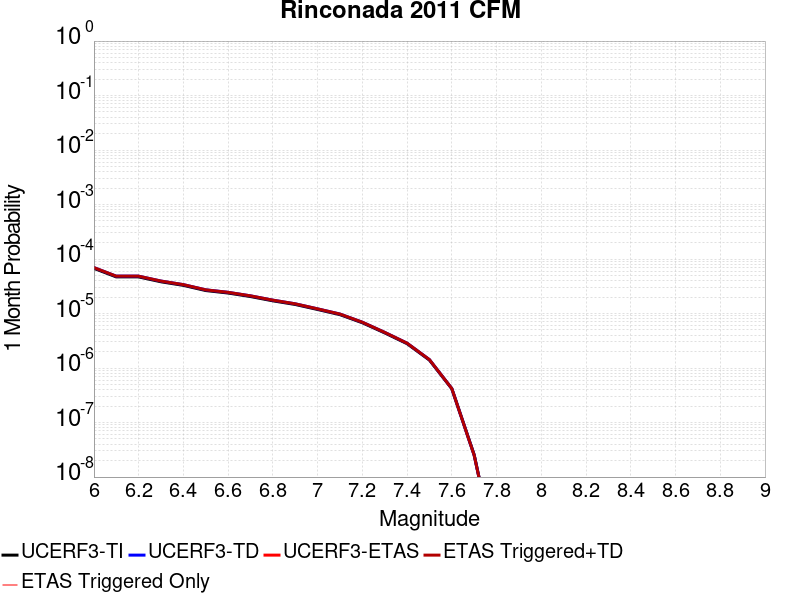 Rinconada 2011 CFM
10^0
10^-1
10^-2
10^-3
10^-4
10^-5
10^-6
10^-7
10^-8
1 Month Probability
6 6.2 6.4 6.6 6.8 7 7.2 7.4 7.6 7.8 8 8.2 8.4 8.6 8.8 9
Magnitude
UCERF3-TI UCERF3-TD UCERF3-ETAS ETAS Triggered+TD
ETAS Triggered Only